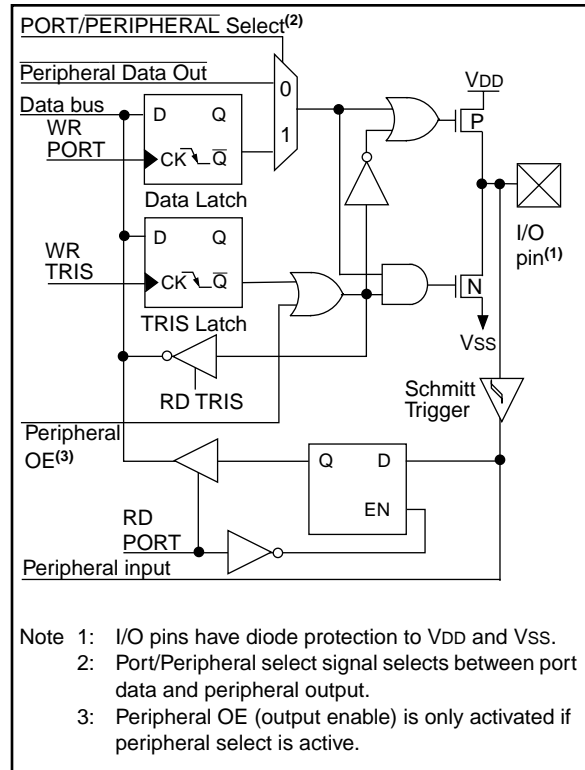 PORT/PERIPHERAL Select(2)
Peripheral Data Out
Data bus
WR
PORT
D Q
CK Q
Data Latch
0
1
VDD
P
I/O
pin(1)
WR
TRIS
D Q
CK Q
TRIS Latch
N
VSS
RD TRIS
Schmitt
Trigger
Peripheral
OE(3)
Q D
EN
RD
PORT
Peripheral input
Note 1: I/O pins have diode protection to VDD and VSS.
2: Port/Peripheral select signal selects between port
data and peripheral output.
3: Peripheral OE (output enable) is only activated if
peripheral select is active.